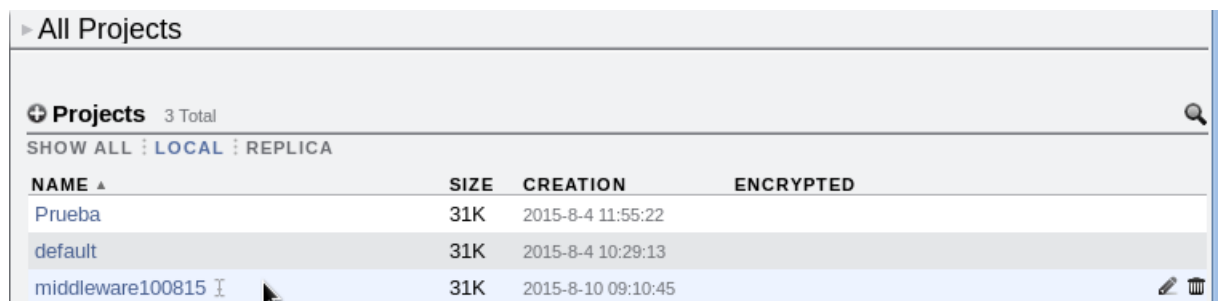 All Projects
Projects 3 Total
SHOW ALL LOCAL REPLICA
NAME SIZE CREATION ENCRYPTED
Prueba 31K 2015-8-4 11:55:22
default 31K 2015-8-4 10:29:13
middleware100815 31K 2015-8-10 09:10:45